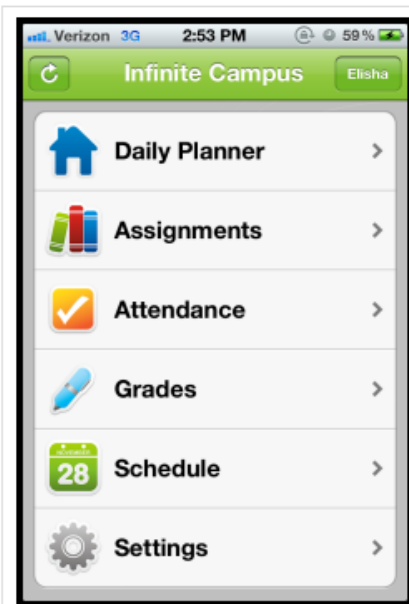 Verizon 3G 2:53 PM 59%
Infinite Campus Elisha
Daily Planner
Assignments
Attendance
Grades
NOVEMBER
28 Schedule
Settings